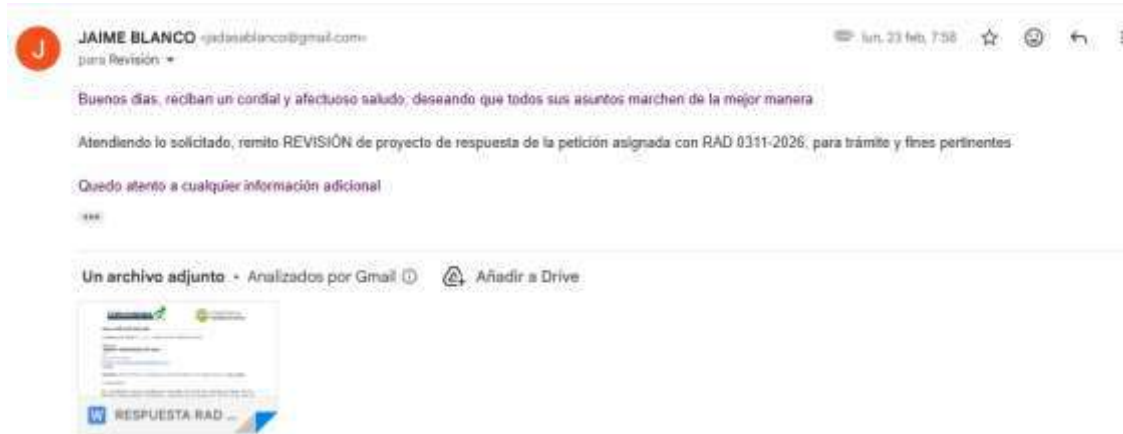 J
JAIME BLANCO
lun, 23 feb, 7:58
para Revisión
Buenos días, reciban un cordial y afectuoso saludo, deseando que todos sus asuntos marchen de la mejor manera
Atendiendo lo solicitado, remito REVISIÓN de proyecto de respuesta de la petición asignada con RAD 0311-2026, para trámite y fines pertinentes
Quedo atento a cualquier información adicional
Un archivo adjunto • Analizados por Gmail Añadir a Drive
W RESPUESTA RAD ...